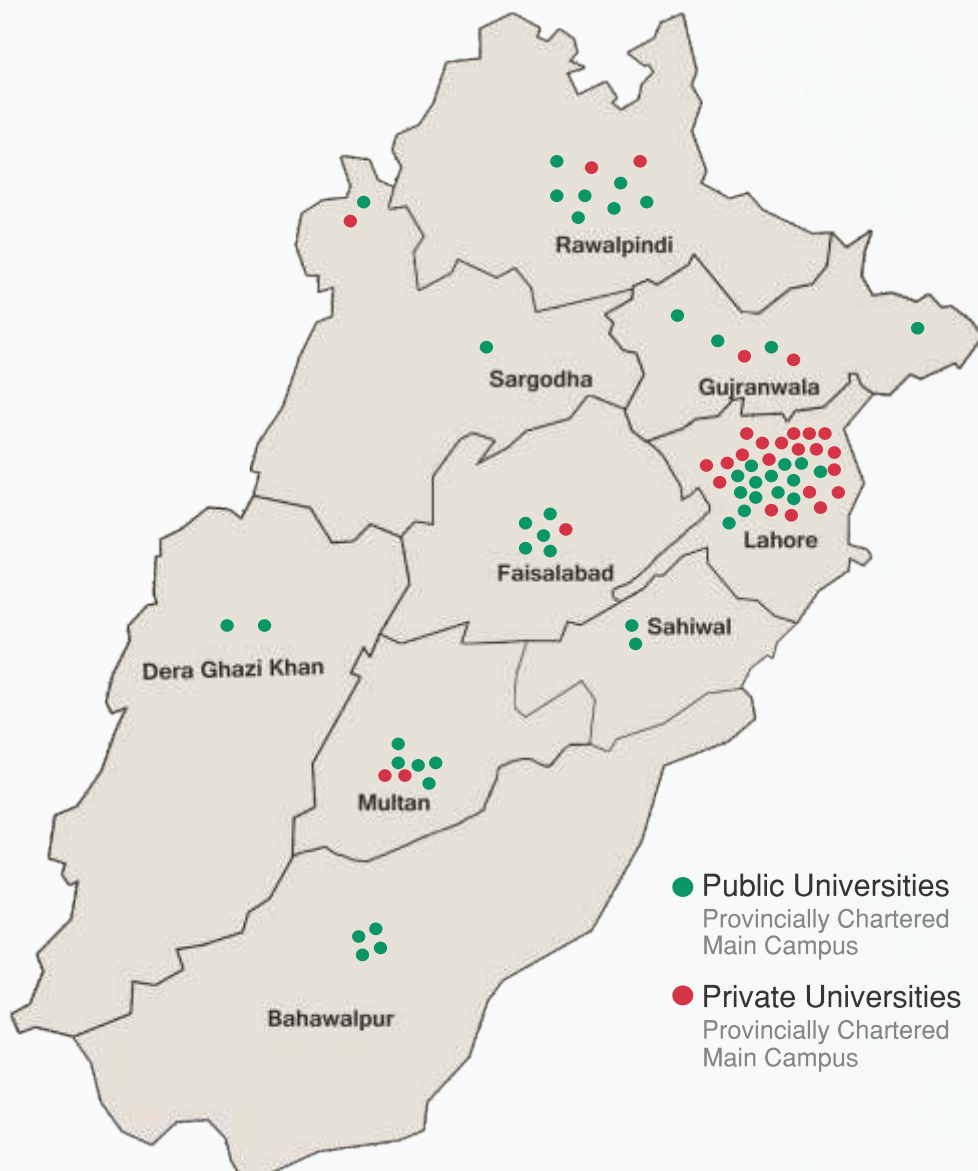 Rawalpindi
Sargodha
Gujranwala
Lahore
Faisalabad
Sahiwal
Dera Ghazi Khan
Multan
Public Universities
Provincially Chartered
Main Campus
Private Universities
Provincially Chartered
Main Campus
Bahawalpur